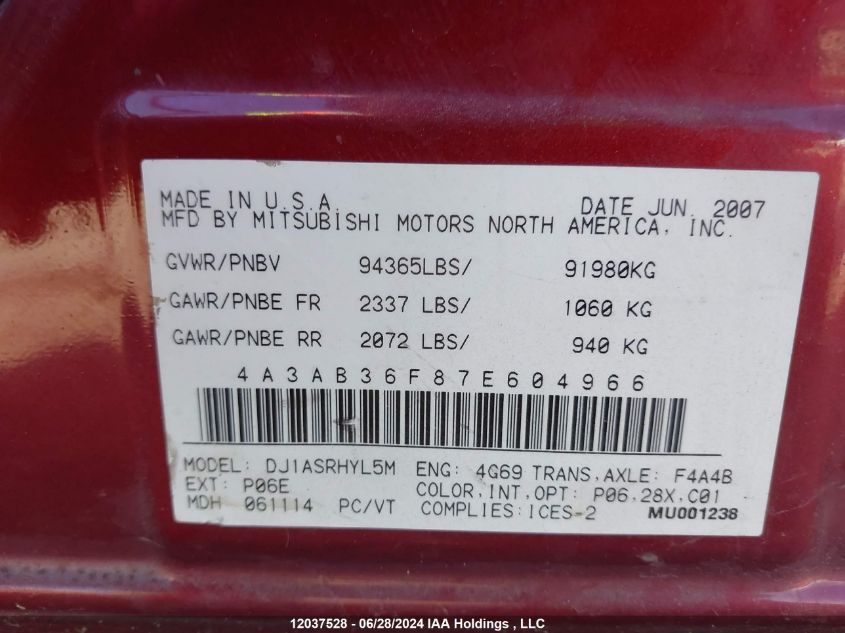 MADE IN U.S.A. DATE JUN. 2007
MFD BY MITSUBISHI MOTORS NORTH AMERICA, INC.
GVWR/PNBV 94365LBS/ 91980KG
GAWR/PNBE FR 2337 LBS/ 1060 KG
GAWR/PNBE RR 2072 LBS/ 940 KG
4A3AB36F87E604966
MODEL: DJ1ASRHYL5M ENG: 4G69 TRANS,AXLE: F4A4B
EXT: P06E COLOR,INT,OPT: P06,28X,C01
MDH 061114 PC/VT COMPLIES:ICES-2 MU001238
12037528 - 06/28/2024 IAA Holdings , LLC